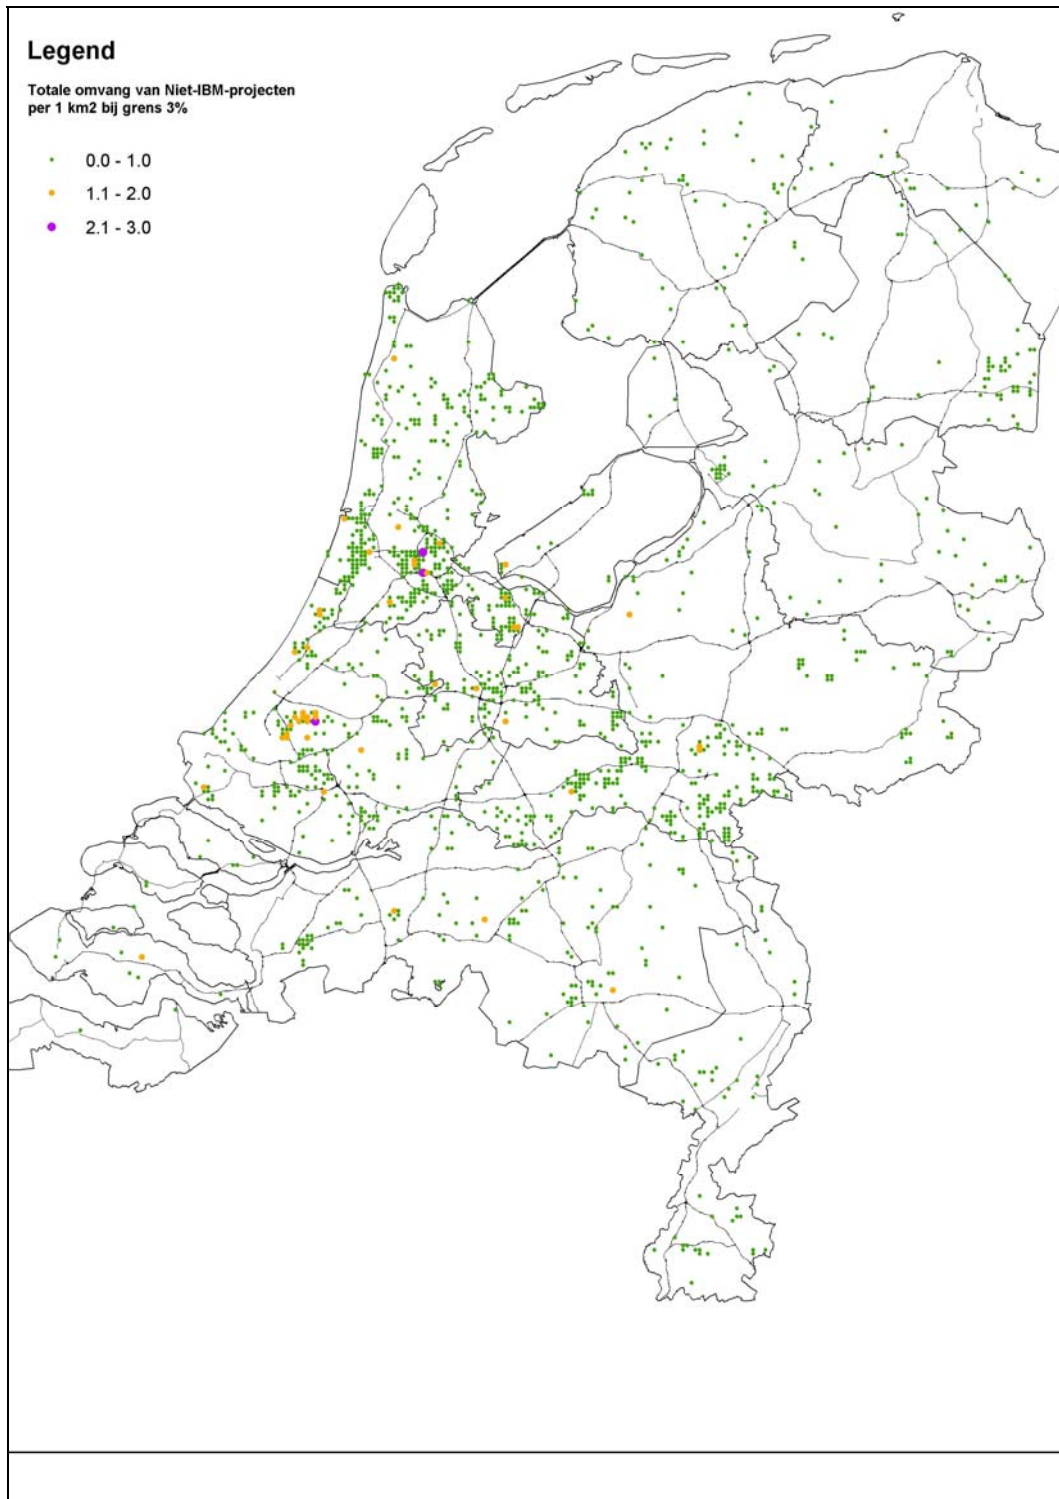 Legend
Totale omvang van Niet-IBM-projecten
per 1 km2 bij grens 3%
0.0 - 1.0
1.1 - 2.0
2.1 - 3.0